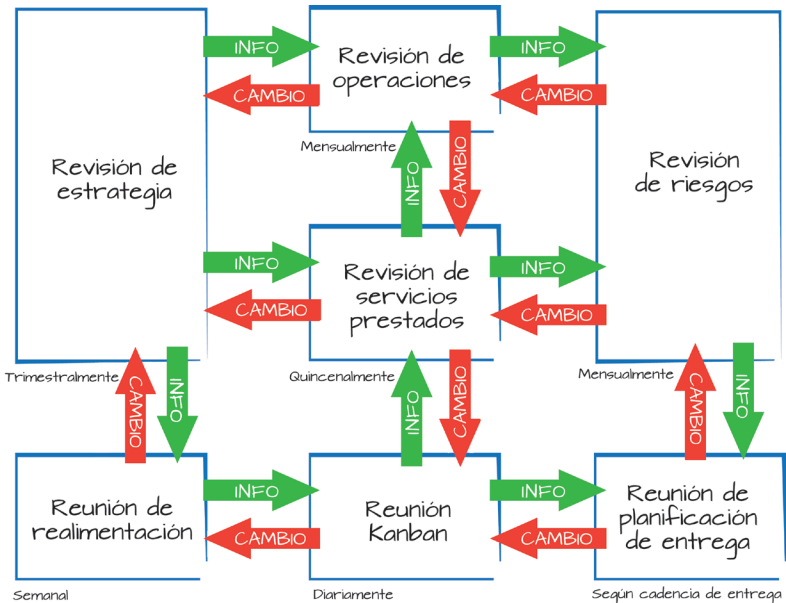 INFO
CAMBIO
Revisión de
operaciones
INFO
CAMBIO
Mensualmente
Revisión de
estrategia
Revisión
de riesgos
INFO
CAMBIO
INFO
CAMBIO
Revisión de
servicios
prestados
INFO
CAMBIO
Trimestralmente
Quincenalmente
Mensualmente
CAMBIO
INFO
INFO
CAMBIO
CAMBIO
INFO
Reunión de
realimentación
INFO
CAMBIO
Reunión
Kanban
INFO
CAMBIO
Reunión de
planificación
de entrega
Semanal
Diariamente
Según cadencia de entrega